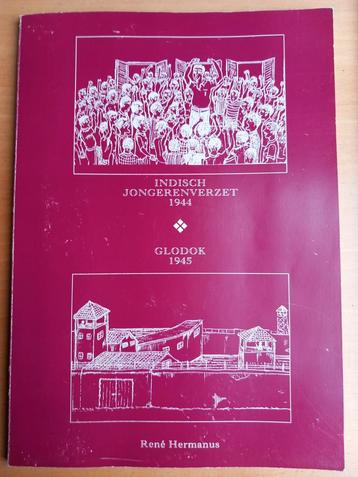 INDISCH
JONGERENVERZET
1944
GLODOK
1945
René Hermanus